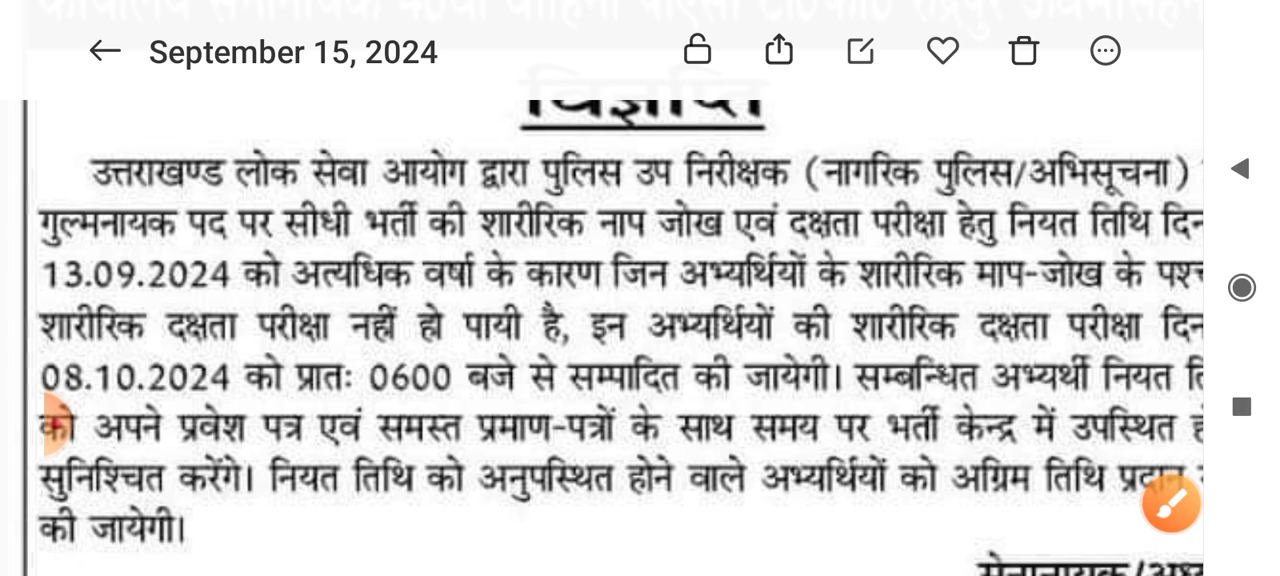 September 15, 2024
विज्ञप्ति
उत्तराखण्ड लोक सेवा आयोग द्वारा पुलिस उप निरीक्षक (नागरिक पुलिस/अभिसूचना)
गुल्मनायक पद पर सीधी भर्ती की शारीरिक नाप जोख एवं दक्षता परीक्षा हेतु नियत तिथि
13.09.2024 को अत्यधिक वर्षा के कारण जिन अभ्यर्थियों के शारीरिक माप-जोख के
शारीरिक दक्षता परीक्षा नहीं हो पायी है, इन अभ्यर्थियों की शारीरिक दक्षता परीक्षा
08.10.2024 को प्रातः 0600 बजे से सम्पादित की जायेगी। सम्बन्धित अभ्यर्थी नियत
को अपने प्रवेश पत्र एवं समस्त प्रमाण-पत्रों के साथ समय पर भर्ती केन्द्र में उपस्थित
सुनिश्चित करेंगे। नियत तिथि को अनुपस्थित होने वाले अभ्यर्थियों को अग्रिम तिथि प्रदान
की जायेगी।